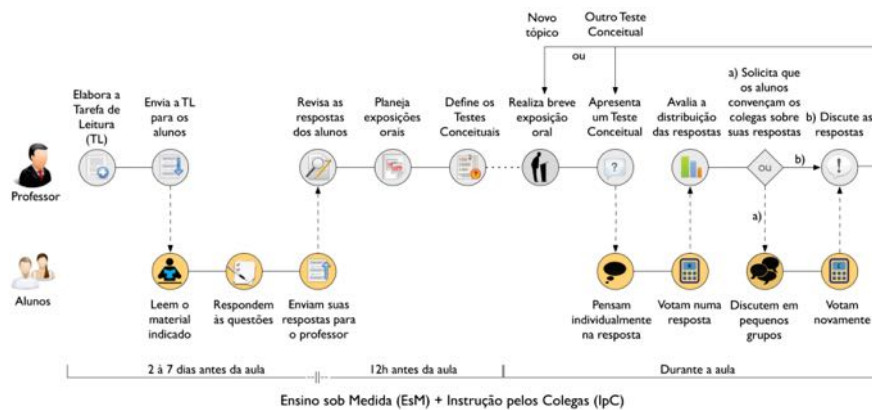 Novo
tópico
Outro Teste
Conceitual
ou
Elabora a
Tarefa de
Leitura
(TL)
Envia a TL
para os
alunos
Revisa as
respostas
dos alunos
Planeja
exposições
orais
Define os
Testes
Conceituais
Realiza breve
exposição
oral
Apresenta
um Teste
Conceitual
Avalia a
distribuição
das respostas
a) Solicita que
os alunos
convençam os
colegas sobre
suas respostas
b) Discute as
respostas
Professor
?
ou
b)
!
a)
Alunos
Leem o
material
indicado
Respondem
às questões
Enviam suas
respostas para
o professor
Pensam
individualmente
na resposta
Votam numa
resposta
Discutem em
pequenos
grupos
Votam
novamente
2 à 7 dias antes da aula
12h antes da aula
Durante a aula
Ensino sob Medida (EsM) + Instrução pelos Colegas (IpC)